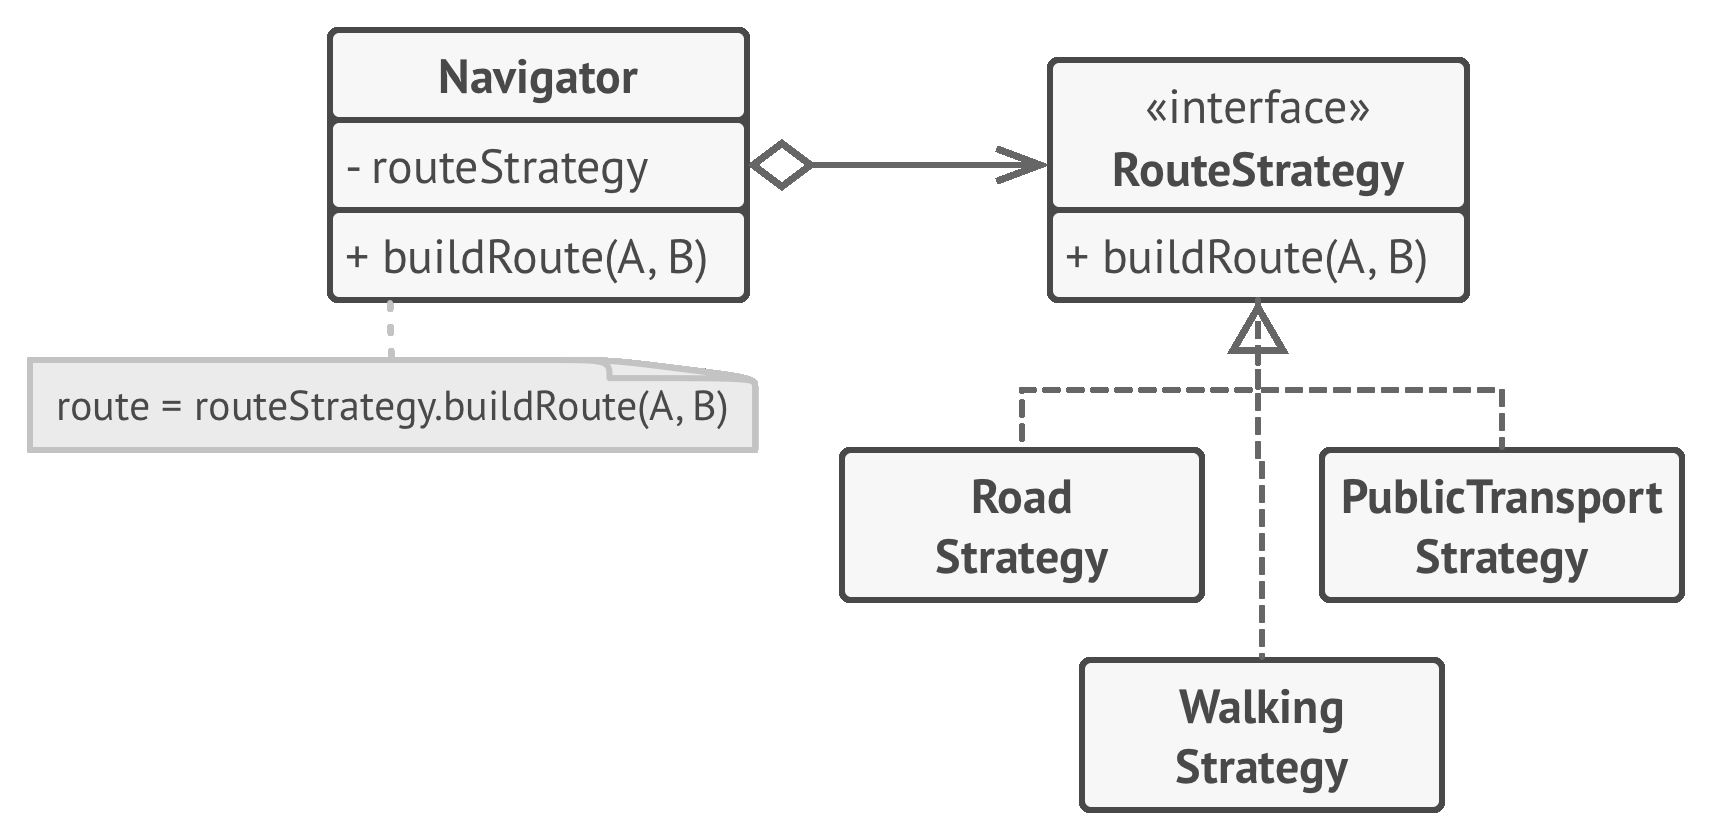 Navigator
- routeStrategy
+ buildRoute(A, B)
route = routeStrategy.buildRoute(A, B)
«interface»
RouteStrategy
+ buildRoute(A, B)
Road
Strategy
PublicTransport
Strategy
Walking
Strategy